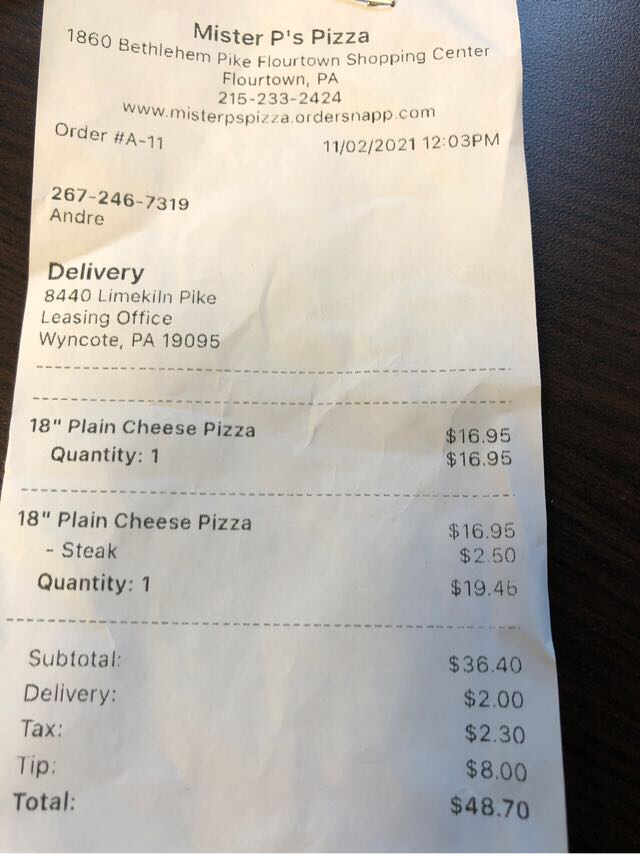 Mister P's Pizza
1860 Bethlehem Pike Flourtown Shopping Center
Flourtown, PA
215-233-2424
www.misterpspizza.ordersnapp.com
Order #A-11 11/02/2021 12:03PM
267-246-7319
Andre
Delivery
8440 Limekiln Pike
Leasing Office
Wyncote, PA 19095
18" Plain Cheese Pizza $16.95
Quantity: 1 $16.95
18" Plain Cheese Pizza $16.95
- Steak $2.50
Quantity: 1 $19.45
Subtotal: $36.40
Delivery: $2.00
Tax: $2.30
Tip: $8.00
Total: $48.70